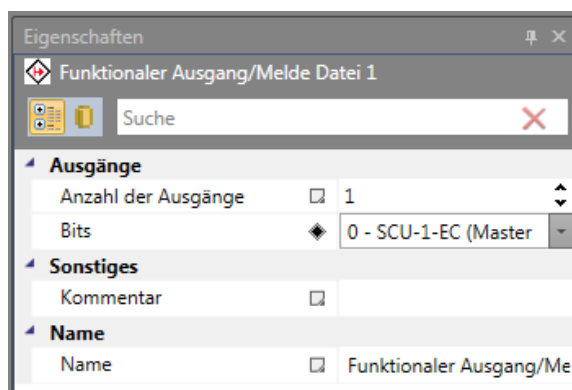 Eigenschaften
Funktionaler Ausgang/Melde Datei 1
Suche
Ausgänge
Anzahl der Ausgänge 1
Bits 0 - SCU-1-EC (Master
Sonstiges
Kommentar
Name
Name Funktionaler Ausgang/Me